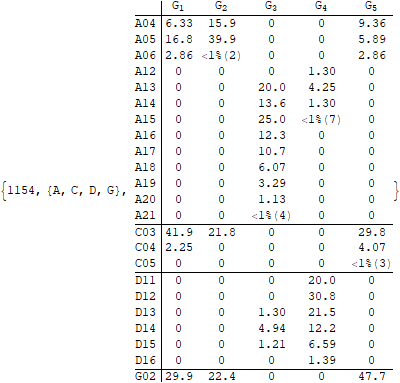 G1 G2 G3 G4 G5
A04 6.33 15.9 0 0 9.36
A05 16.8 39.9 0 0 5.89
A06 2.86 <1%(2) 0 0 2.86
A12 0 0 0 1.30 0
A13 0 0 20.0 4.25 0
A14 0 0 13.6 1.30 0
A15 0 0 25.0 <1%(7) 0
A16 0 0 12.3 0 0
A17 0 0 10.7 0 0
A18 0 0 6.07 0 0
{1154, {A, C, D, G}, A19 0 0 3.29 0 0 }
A20 0 0 1.13 0 0
A21 0 0 <1%(4) 0 0
C03 41.9 21.8 0 0 29.8
C04 2.25 0 0 0 4.07
C05 0 0 0 0 <1%(3)
D11 0 0 0 20.0 0
D12 0 0 0 30.8 0
D13 0 0 1.30 21.5 0
D14 0 0 4.94 12.2 0
D15 0 0 1.21 6.59 0
D16 0 0 0 1.39 0
G02 29.9 22.4 0 0 47.7